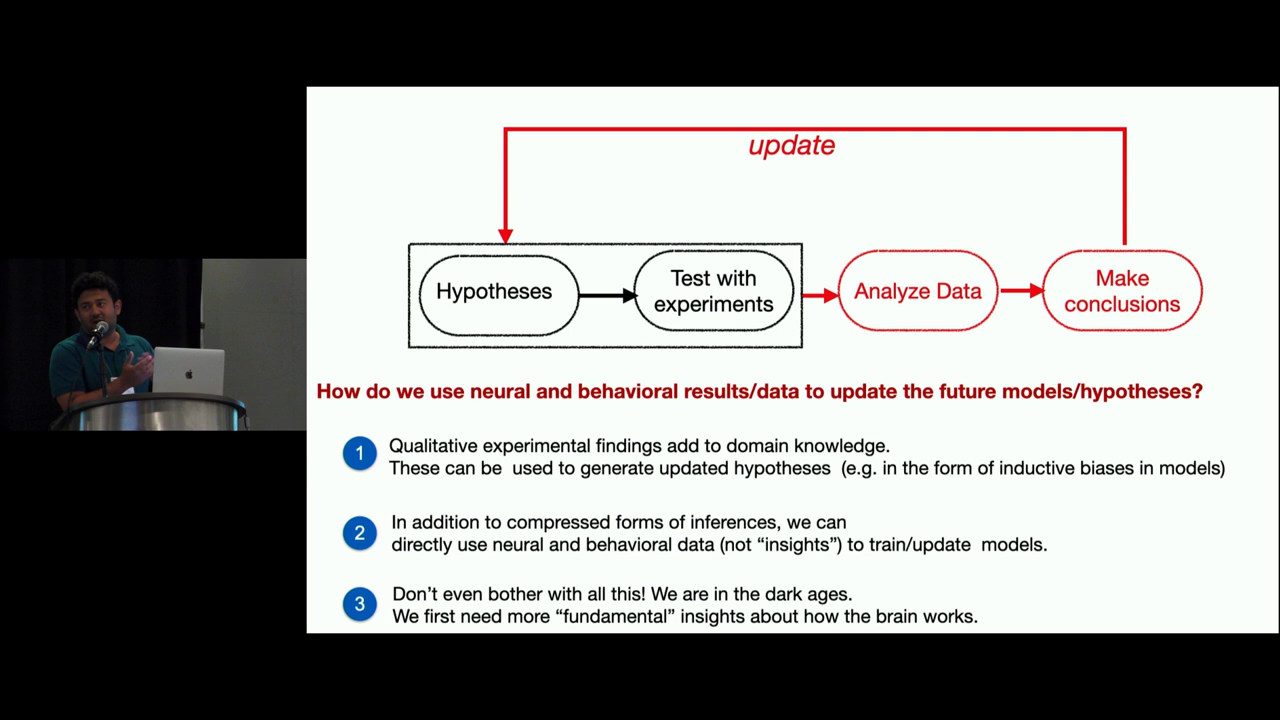 update
Hypotheses
Test with
experiments
Analyze Data
Make
conclusions
How do we use neural and behavioral results/data to update the future models/hypotheses?
1
Qualitative experimental findings add to domain knowledge.
These can be used to generate updated hypotheses (e.g. in the form of inductive biases in models)
2
In addition to compressed forms of inferences, we can
directly use neural and behavioral data (not “insights”) to train/update models.
3
Don’t even bother with all this! We are in the dark ages.
We first need more “fundamental” insights about how the brain works.